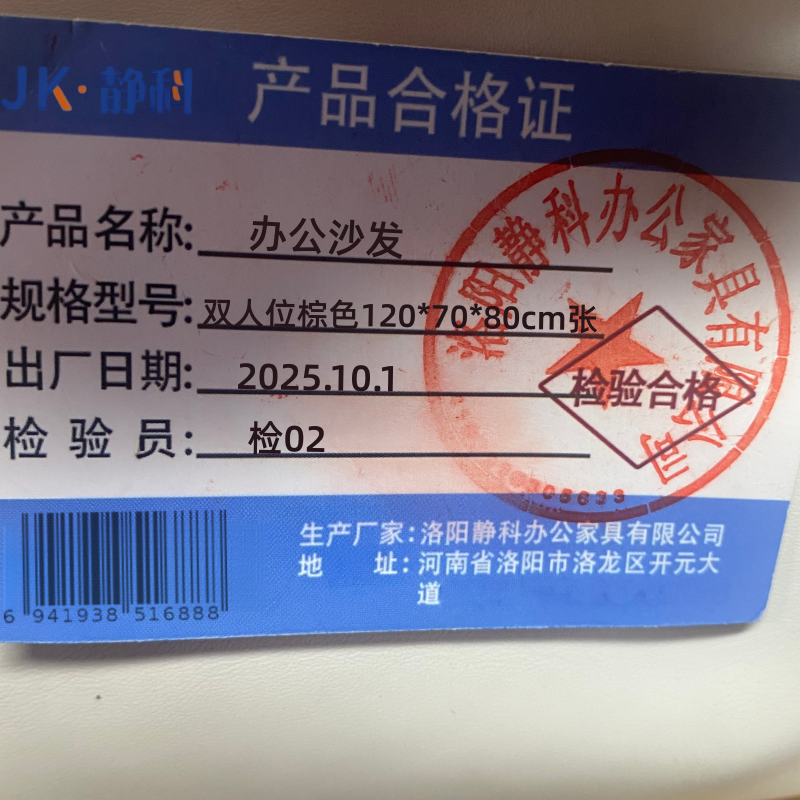 JK·静科
产品合格证
产品名称: 办公沙发
规格型号: 双人位棕色120*70*80cm张
出厂日期: 2025.10.1
检验员: 检02
洛阳静科办公家具有限公司
检验合格
生产厂家:洛阳静科办公家具有限公司
地址:河南省洛阳市洛龙区开元大
道
6 941938 516888